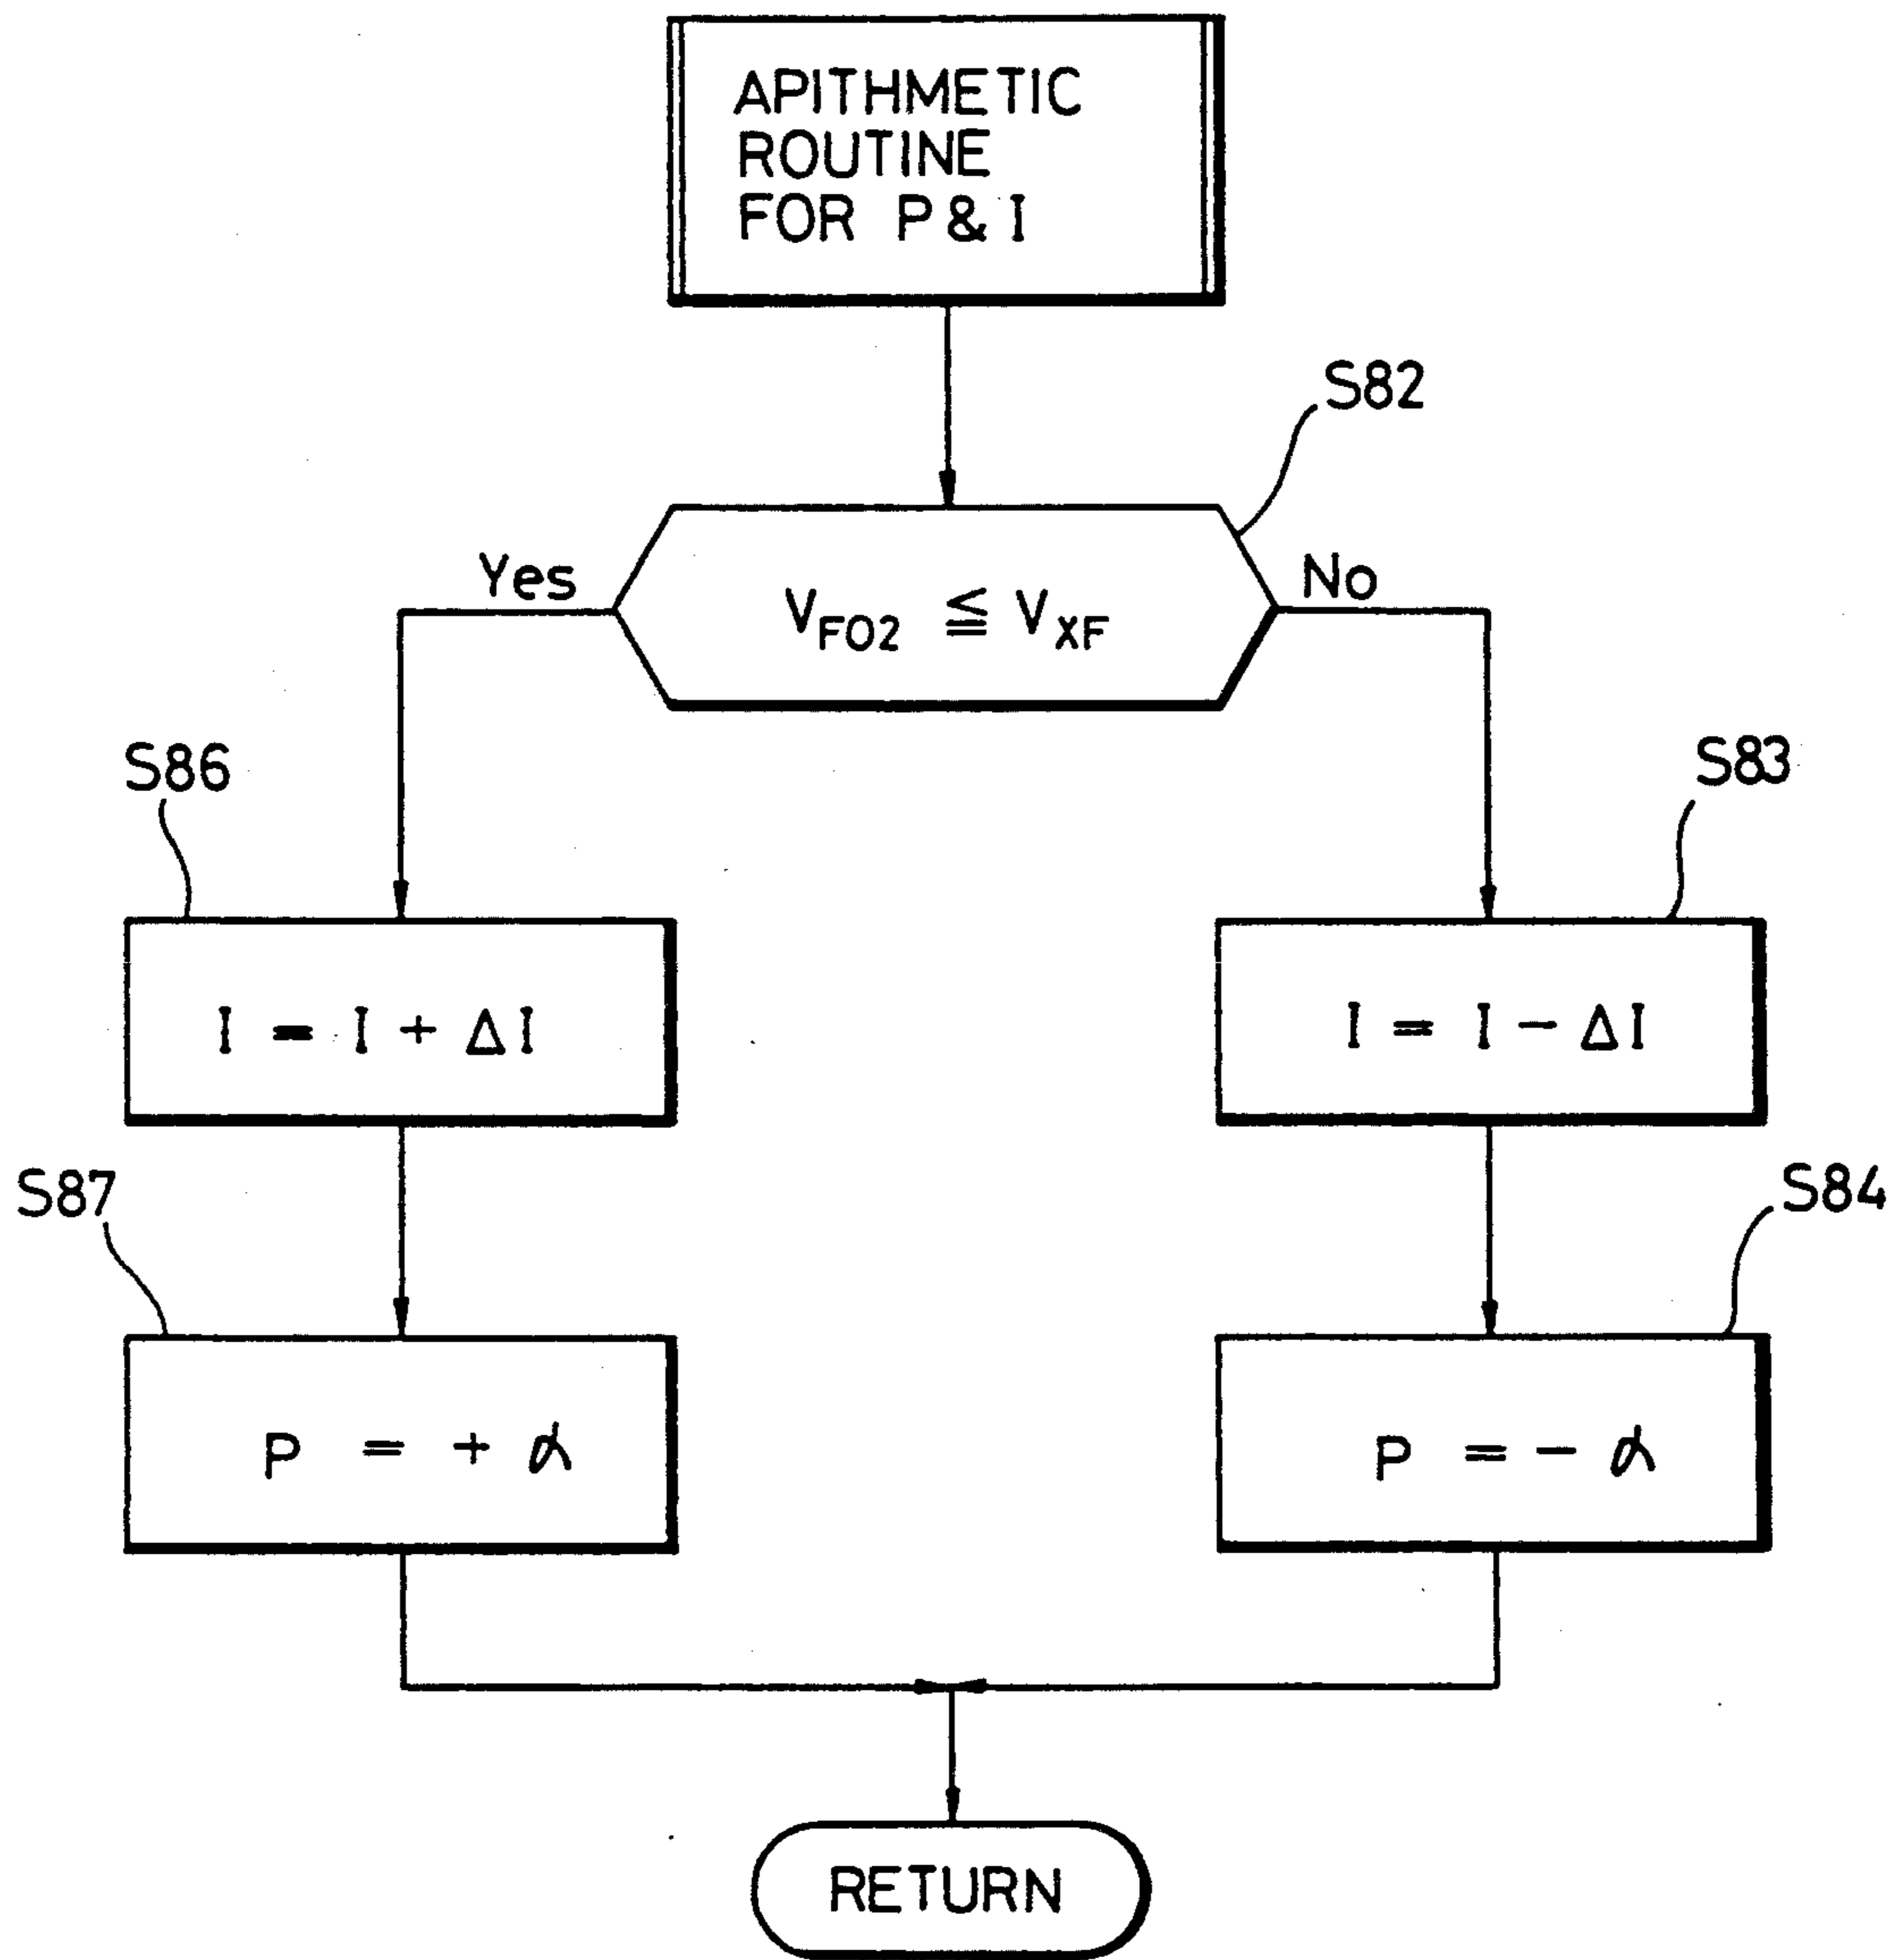 APITHMETIC
ROUTINE
FOR P & I
S82
Yes
No
V_FO2 ≦ V_XF
S86
S83
I = I + ΔI
I = I - ΔI
S87
S84
P = + α
P = - α
RETURN